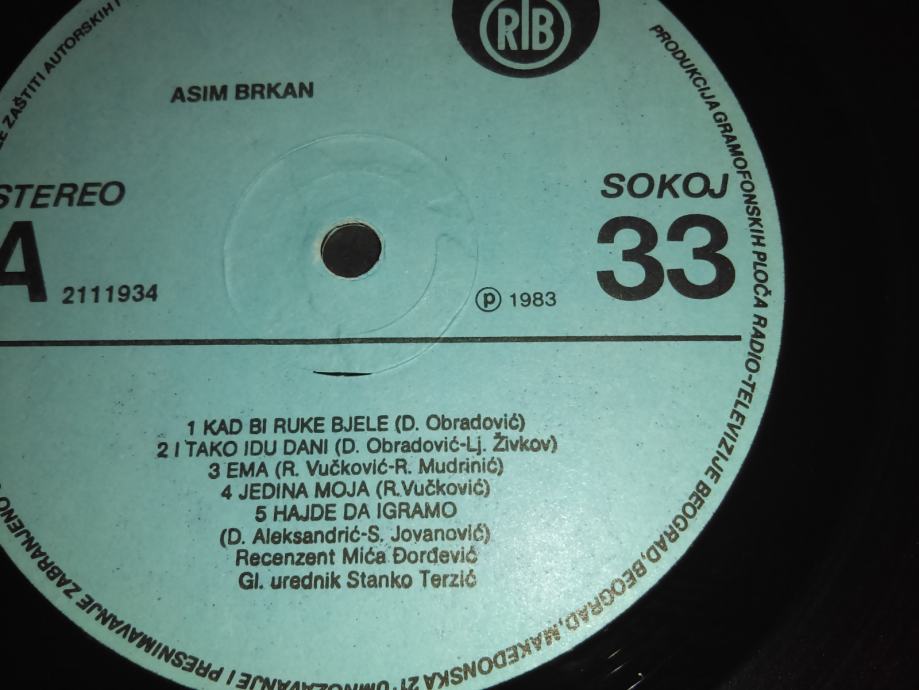 RTB
ASIM BRKAN
STEREO
SOKOJ
A
33
2111934
℗ 1983
1 KAD BI RUKE BJELE (D. Obradović)
2 I TAKO IDU DANI (D. Obradović-Lj. Živkov)
3 EMA (R. Vučković-R. Mudrinić)
4 JEDINA MOJA (R.Vučković)
5 HAJDE DA IGRAMO
(D. Aleksandrić-S. Jovanović)
Recenzent Mića Đorđević
Gl. urednik Stanko Terzić
PRODUKCIJA GRAMOFONSKIH PLOČA RADIO-TELEVIZIJE BEOGRAD, BEOGRAD, MAKEDONSKA 21. UMNOŽAVANJE I PRESNIMAVANJE ZABRANJENO
ZAŠTITI AUTORSKIH